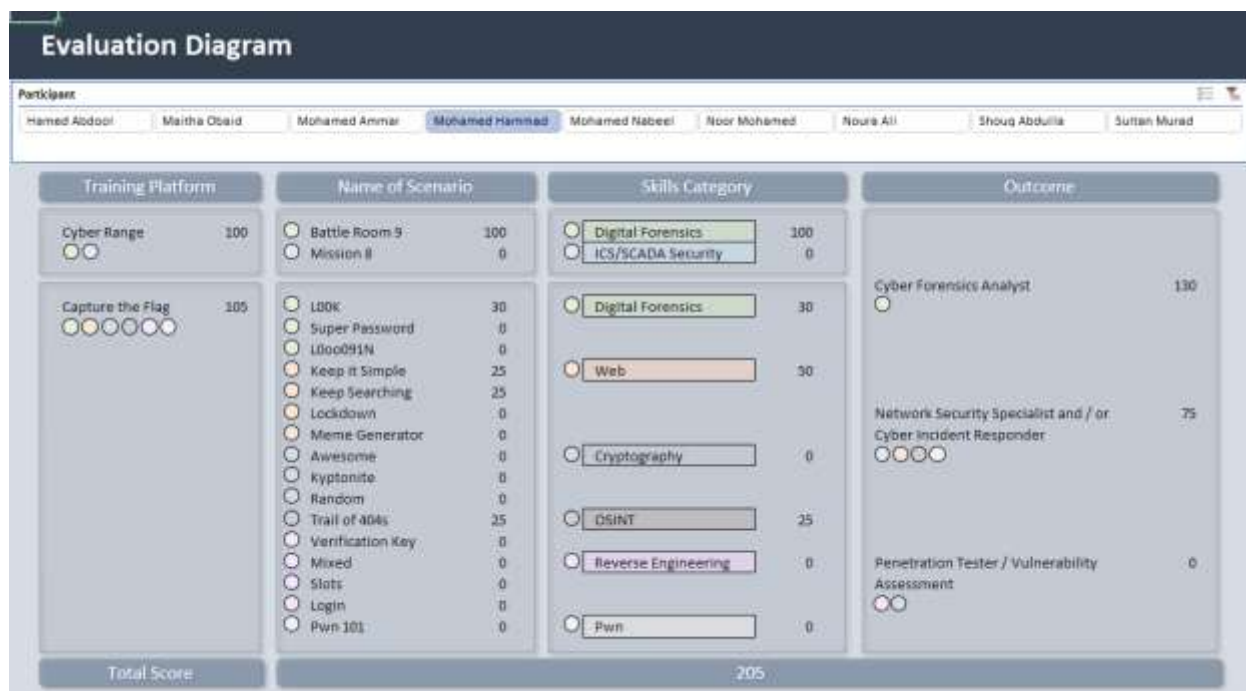 Evaluation Diagram
Participant
Hamed Abdool Maitha Obaid Mohamed Ammar Mohamed Hammad Mohamed Nabeel Noor Mohamed Noura Ali Shouq Abdulla Sultan Murad
Training Platform Name of Scenario Skills Category Outcome
Cyber Range 100
Battle Room 9 100
Mission 8 0
Digital Forensics 100
ICS/SCADA Security 0
Capture the Flag 105
L00K 30
Super Password 0
L0oo091N 0
Keep it Simple 25
Keep Searching 25
Lockdown 0
Meme Generator 0
Awesome 0
Kyptonite 0
Random 0
Trail of 404s 25
Verification Key 0
Mixed 0
Slots 0
Login 0
Pwn 101 0
Digital Forensics 30
Web 50
Cryptography 0
OSINT 25
Reverse Engineering 0
Pwn 0
Cyber Forensics Analyst 130
Network Security Specialist and / or 75
Cyber Incident Responder
Penetration Tester / Vulnerability 0
Assessment
Total Score 205